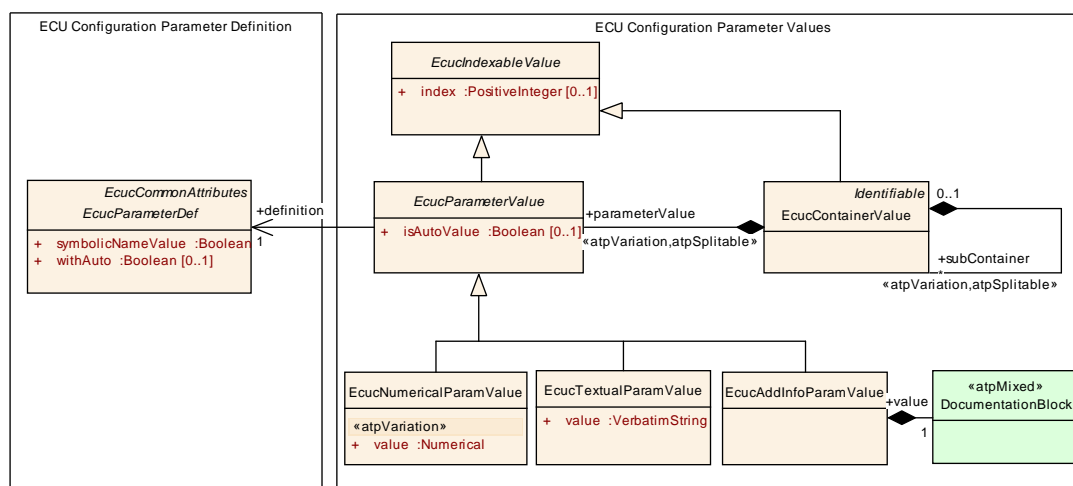 ECU Configuration Parameter Definition
ECU Configuration Parameter Values
EcucIndexableValue
+ index :PositiveInteger [0..1]
EcucCommonAttributes
EcucParameterDef
+ symbolicNameValue :Boolean
+ withAuto :Boolean [0..1]
+definition
1
EcucParameterValue
+ isAutoValue :Boolean [0..1]
+parameterValue
«atpVariation,atpSplitable»
Identifiable
EcucContainerValue
0..1
+subContainer
*
«atpVariation,atpSplitable»
EcucNumericalParamValue
«atpVariation»
+ value :Numerical
EcucTextualParamValue
+ value :VerbatimString
EcucAddInfoParamValue
+value
1
«atpMixed»
DocumentationBlock